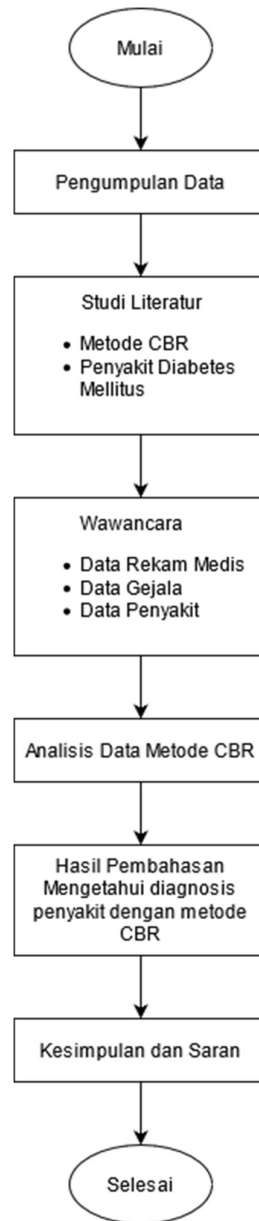 Mulai
Pengumpulan Data
Studi Literatur
• Metode CBR
• Penyakit Diabetes
Mellitus
Wawancara
• Data Rekam Medis
• Data Gejala
• Data Penyakit
Analisis Data Metode CBR
Hasil Pembahasan
Mengetahui diagnosis
penyakit dengan metode
CBR
Kesimpulan dan Saran
Selesai